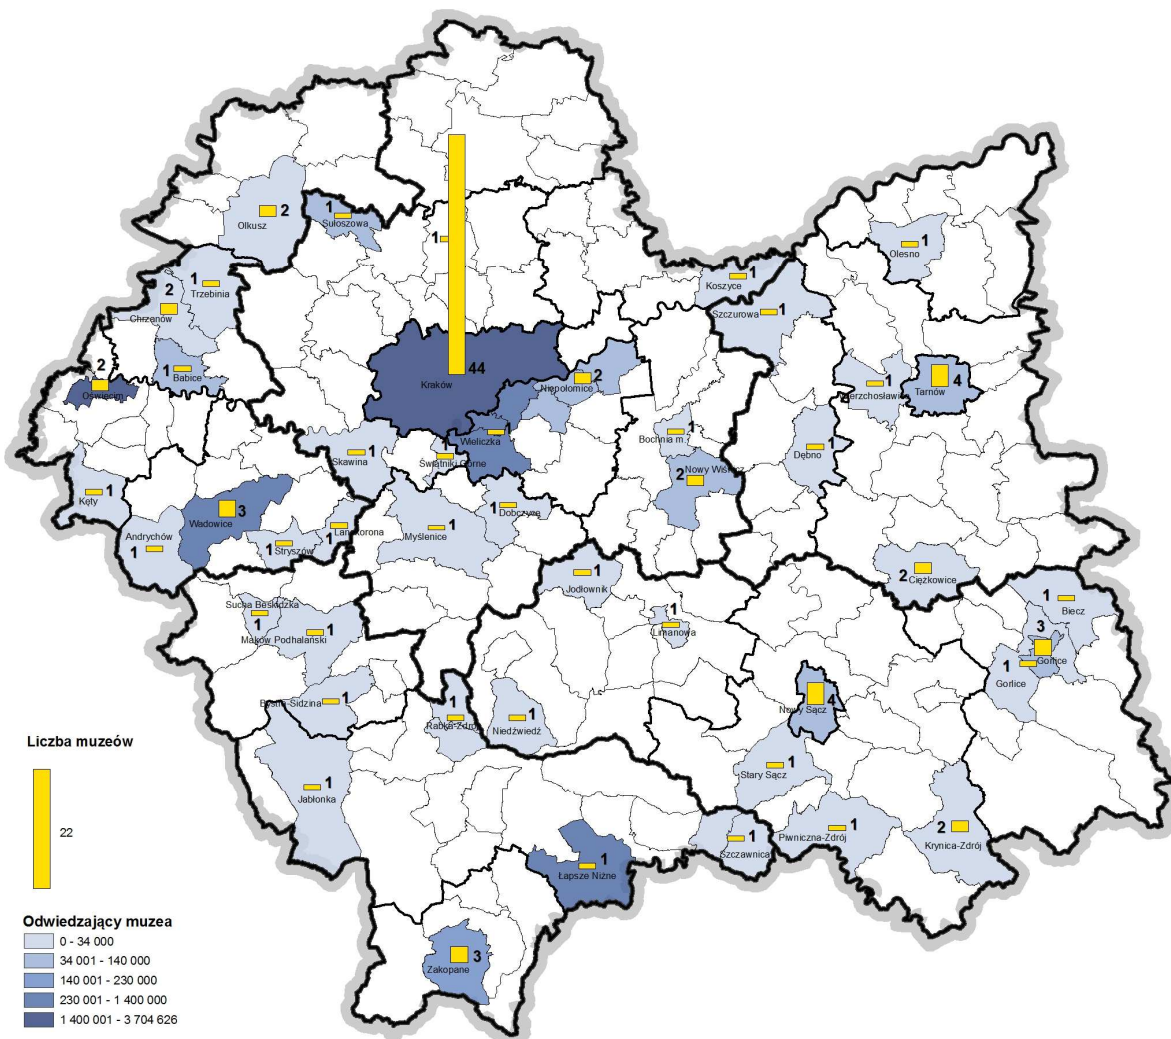 2
Olkusz
1
Sułoszowa
1
1
Trzebinia
2
Chrzanów
1
Babice
2
Oświęcim
44
Kraków
2
Niepołomice
1
Wieliczka
1
Olesno
1
Koszyce
Szczurowa
1
1
Wierzchosławice
4
Tarnów
1
Bochnia m.
1
Dębno
2
Nowy Wiśnicz
1
Skawina
1
Świątniki Górne
1
Kęty
3
Wadowice
Andrychów
1
1
Stryszów
1
Lanckorona
1
Myślenice
1
Dobczyce
2
Ciężkowice
1
Jodłownik
1
Biecz
Sucha Beskidzka
1
1
Maków Podhalański
1
Limanowa
3
Gorlice
1
Gorlice
1
Bystra-Sidzina
1
Rabka-Zdrój
1
Niedźwiedź
4
Nowy Sącz
1
Stary Sącz
1
Jabłonka
1
Szczawnica
1
Piwniczna-Zdrój
2
Krynica-Zdrój
1
Łapsze Niżne
3
Zakopane
Liczba muzeów
22
Odwiedzający muzea
0 - 34 000
34 001 - 140 000
140 001 - 230 000
230 001 - 1 400 000
1 400 001 - 3 704 626